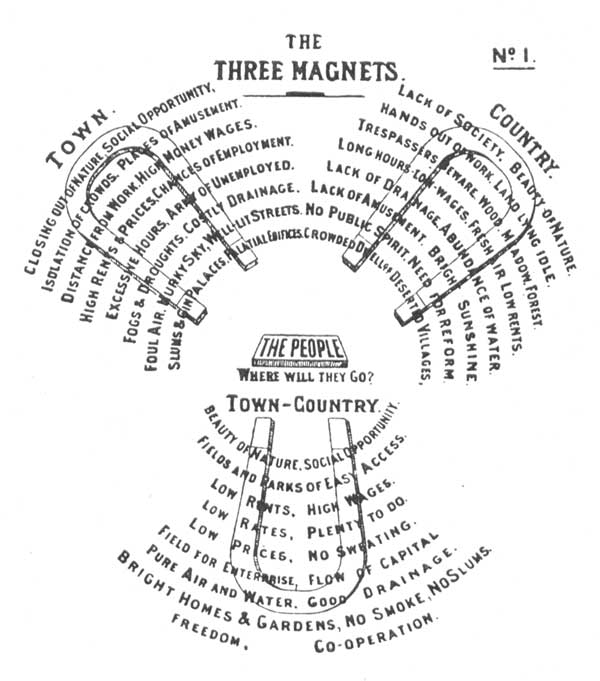 THE
THREE MAGNETS.
Nº 1.
TOWN.
CLOSING OUT OF NATURE. SOCIAL OPPORTUNITY.
ISOLATION OF CROWDS. PLACES OF AMUSEMENT.
DISTANCE FROM WORK. HIGH MONEY WAGES.
HIGH RENTS & PRICES. CHANCES OF EMPLOYMENT.
EXCESSIVE HOURS. ARMY OF UNEMPLOYED.
FOGS & DROUGHTS. COSTLY DRAINAGE.
FOUL AIR. MURKY SKY. WELL-LIT STREETS.
SLUMS & GIN PALACES. PALATIAL EDIFICES.
COUNTRY.
LACK OF SOCIETY. BEAUTY OF NATURE.
HANDS OUT OF WORK. LAND LYING IDLE.
TRESPASSERS BEWARE. WOOD, MEADOW, FOREST.
LONG HOURS-LOW-WAGES. FRESH AIR. LOW RENTS.
LACK OF DRAINAGE. ABUNDANCE OF WATER.
LACK OF AMUSEMENT. BRIGHT SUNSHINE.
NO PUBLIC SPIRIT. NEED FOR REFORM.
CROWDED DWELLGS DESERTED VILLAGES,
THE PEOPLE
WHERE WILL THEY GO?
TOWN-COUNTRY.
BEAUTY OF NATURE. SOCIAL OPPORTUNITY.
FIELDS AND PARKS OF EASY ACCESS.
LOW RENTS, HIGH WAGES.
LOW RATES, PLENTY TO DO.
LOW PRICES, NO SWEATING.
FIELD FOR ENTERPRISE, FLOW OF CAPITAL
PURE AIR AND WATER. GOOD DRAINAGE.
BRIGHT HOMES & GARDENS, NO SMOKE, NO SLUMS.
FREEDOM. CO-OPERATION.